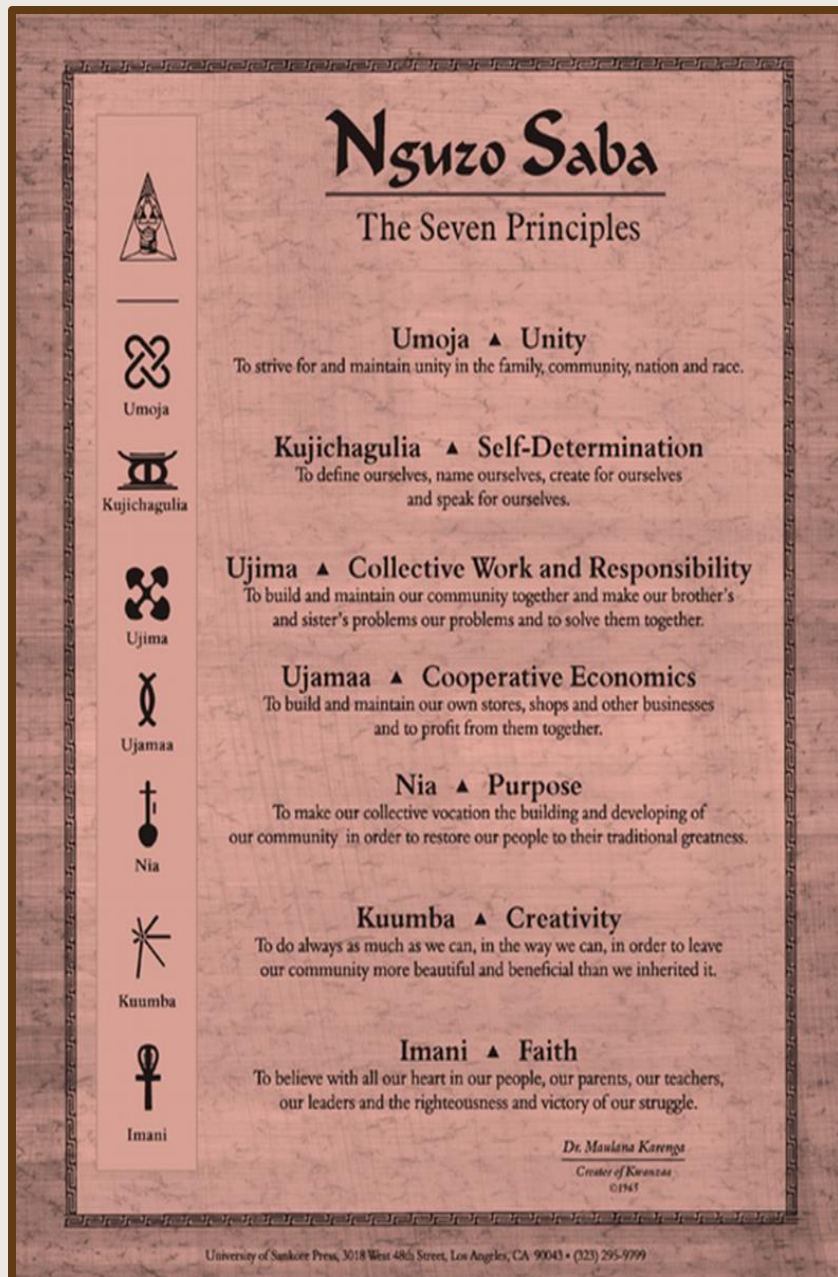 Nguzo Saba
The Seven Principles
Umoja ▲ Unity
To strive for and maintain unity in the family, community, nation and race.
Kujichagulia ▲ Self-Determination
To define ourselves, name ourselves, create for ourselves
and speak for ourselves.
Ujima ▲ Collective Work and Responsibility
To build and maintain our community together and make our brother's
and sister's problems our problems and to solve them together.
Ujamaa ▲ Cooperative Economics
To build and maintain our own stores, shops and other businesses
and to profit from them together.
Nia ▲ Purpose
To make our collective vocation the building and developing of
our community in order to restore our people to their traditional greatness.
Kuumba ▲ Creativity
To do always as much as we can, in the way we can, in order to leave
our community more beautiful and beneficial than we inherited it.
Imani ▲ Faith
To believe with all our heart in our people, our parents, our teachers,
our leaders and the righteousness and victory of our struggle.
Umoja
Kujichagulia
Ujima
Ujamaa
Nia
Kuumba
Imani
Dr. Maulana Karenga
Creator of Kwanzaa
©1965
University of Sankore Press, 3018 West 48th Street, Los Angeles, CA 90043 • (323) 295-9799